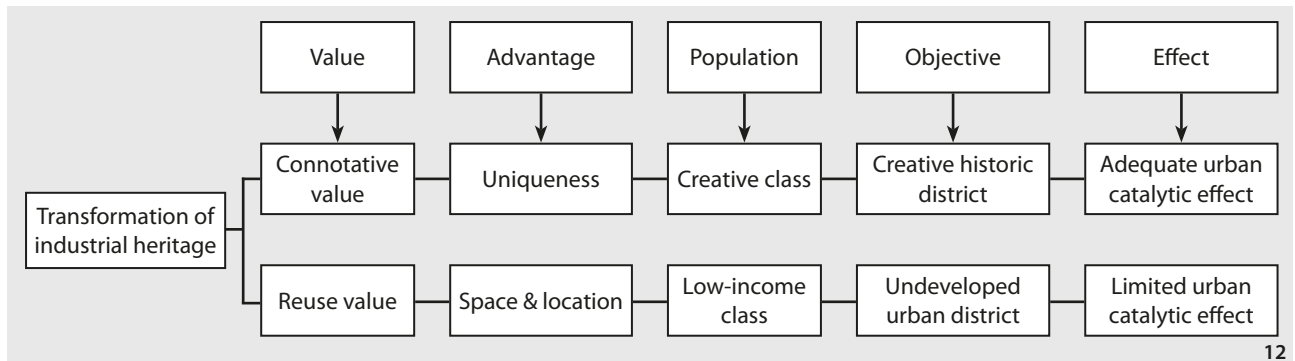 Value
Advantage
Population
Objective
Effect
Connotative
value
Uniqueness
Creative class
Creative historic
district
Adequate urban
catalytic effect
Transformation of
industrial heritage
Reuse value
Space & location
Low-income
class
Undeveloped
urban district
Limited urban
catalytic effect
12